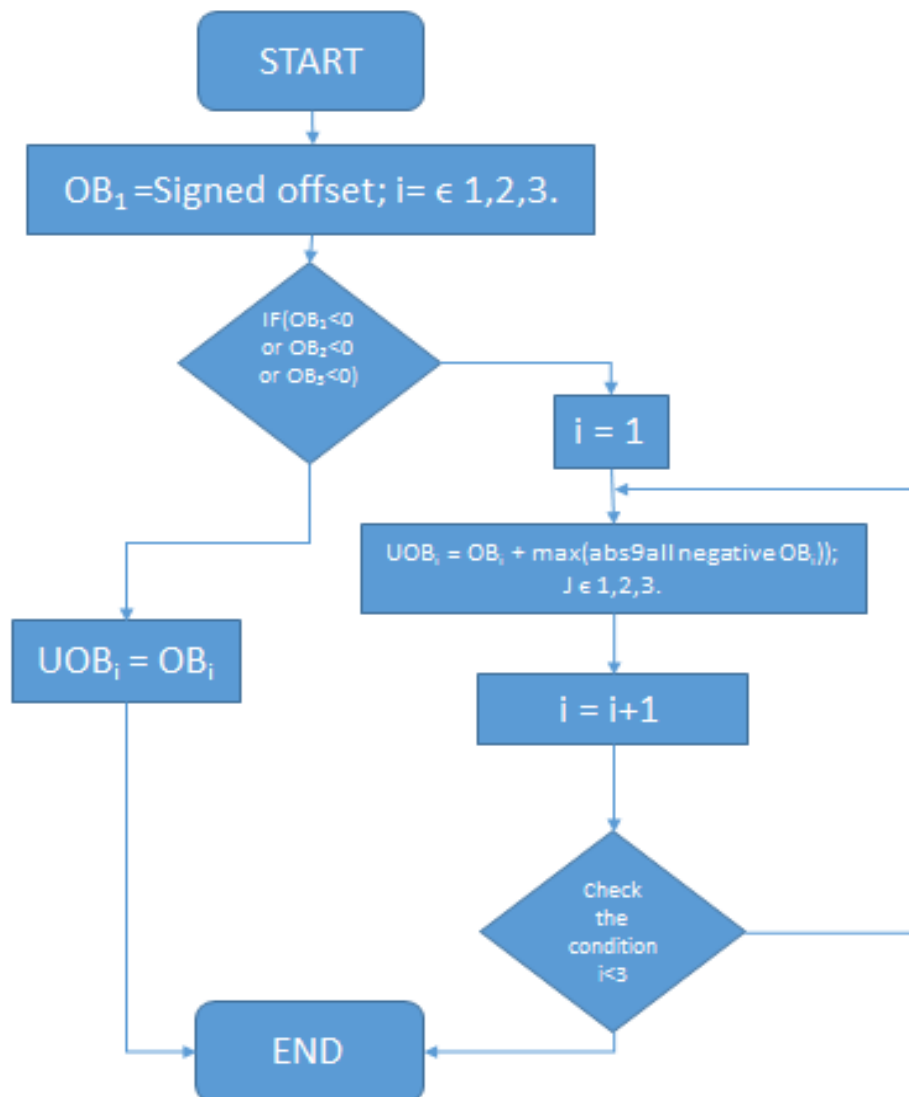 START
OB₁ =Signed offset; i= ϵ 1,2,3.
IF(OB₁<0
or OB₂<0
or OB₃<0)
i = 1
UOBᵢ = OBᵢ + max(abs9all negative OBᵢ));
J ϵ 1,2,3.
UOBᵢ = OBᵢ
i = i+1
Check
the
condition
i<3
END